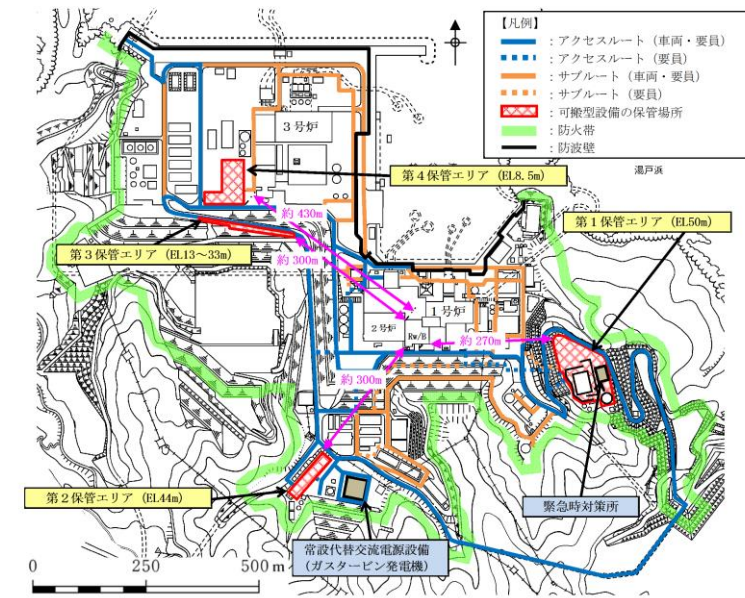 【凡例】
：アクセスルート（車両・要員）
：アクセスルート（要員）
：サブルート（車両・要員）
：サブルート（要員）
：可搬型設備の保管場所
：防火帯
：防波壁
湯戸浜
3号炉
第4保管エリア（EL8.5m）
第1保管エリア（EL50m）
約430m
第3保管エリア（EL13～33m）
約300m
1号炉
2号炉
Rw/B
約270m
約300m
第2保管エリア（EL44m）
緊急時対策所
常設代替交流電源設備
（ガスタービン発電機）
0 250 500 m